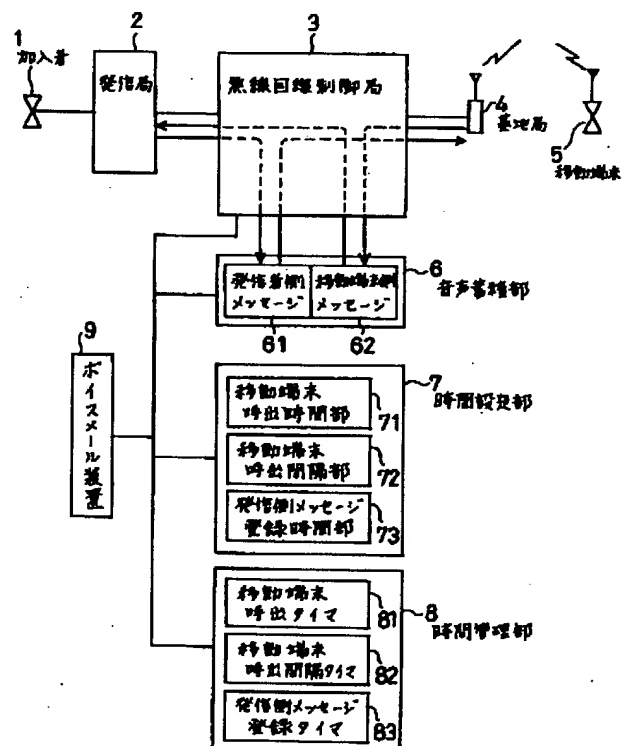 1
加入者
2
発信局
3
無線回線制御局
4
基地局
5
移動端末
6
音声蓄積部
発信者側
メッセージ
61
移動端末側
メッセージ
62
9
ボイスメール装置
7
時間設定部
移動端末
呼出時間部
71
移動端末
呼出間隔部
72
発信側メッセージ
登録時間部
73
8
時間管理部
移動端末
呼出タイマ
81
移動端末
呼出間隔タイマ
82
発信側メッセージ
登録タイマ
83